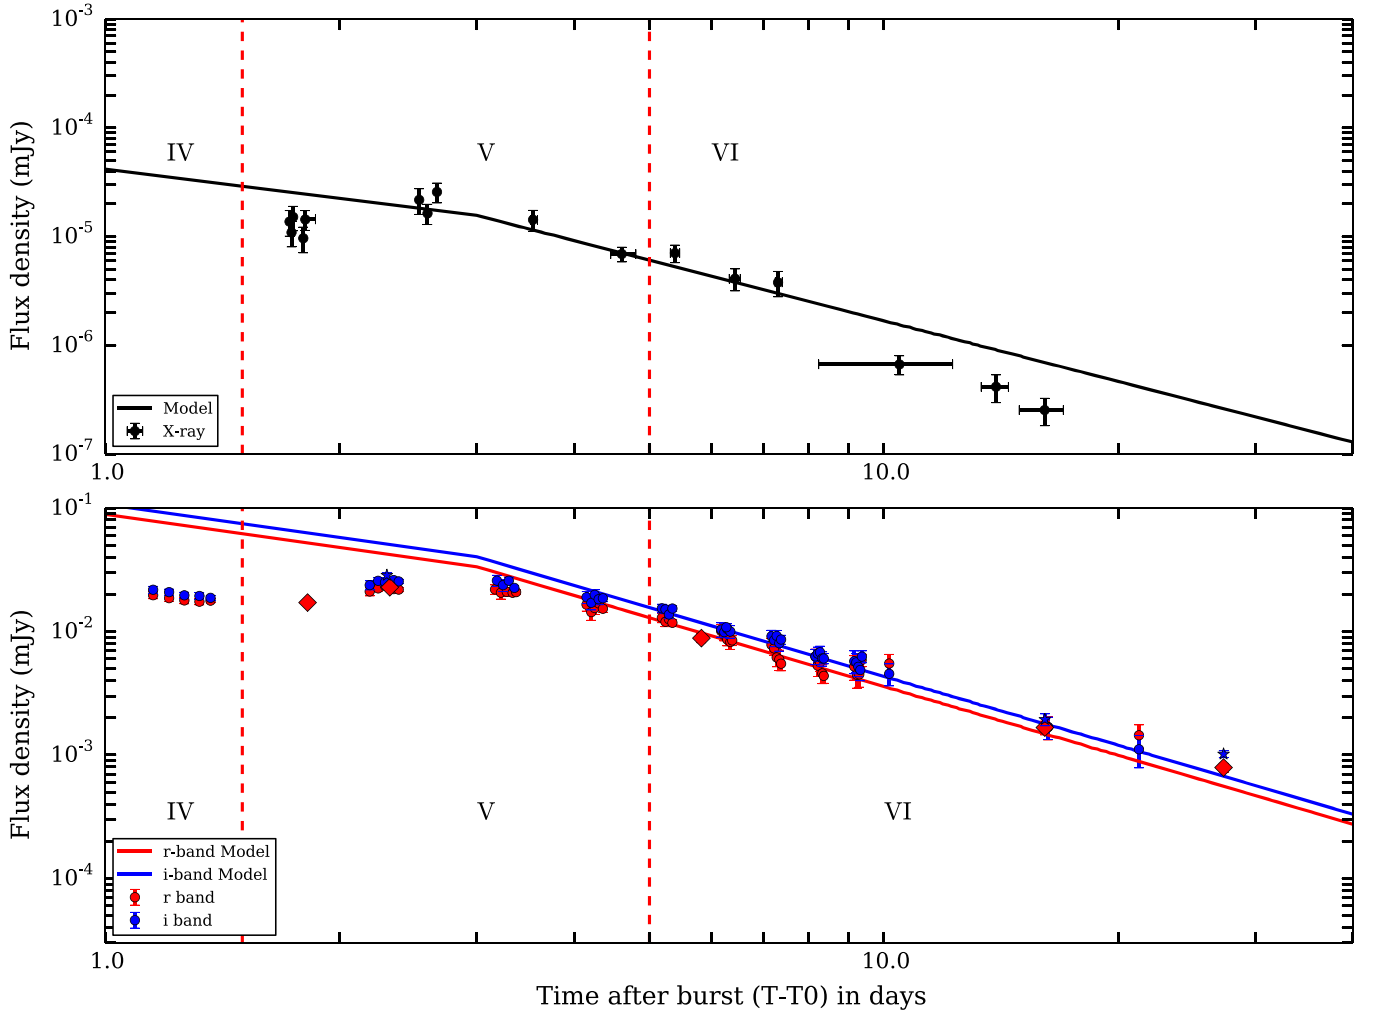 10⁻³
10⁻⁴
10⁻⁵
10⁻⁶
10⁻⁷
Flux density (mJy)
IV
V
VI
Model
X-ray
1.0
10.0
10⁻¹
10⁻²
10⁻³
10⁻⁴
Flux density (mJy)
IV
V
VI
r-band Model
i-band Model
r band
i band
1.0
10.0
Time after burst (T-T0) in days